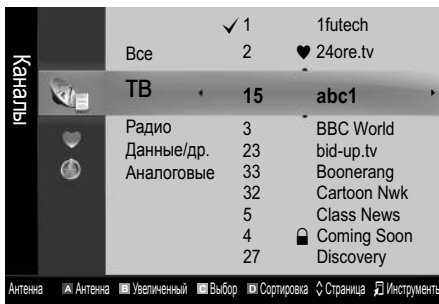 Каналы
✓ 1 1futech
Все 2 ♥ 24ore.tv
ТВ 15 abc1
Радио 3 BBC World
Данные/др. 23 bid-up.tv
Аналоговые 33 Boonerang
32 Cartoon Nwk
5 Class News
4 Coming Soon
27 Discovery
Антенна A Антенна B Увеличенный C Выбор D Сортировка Страница Инструменты